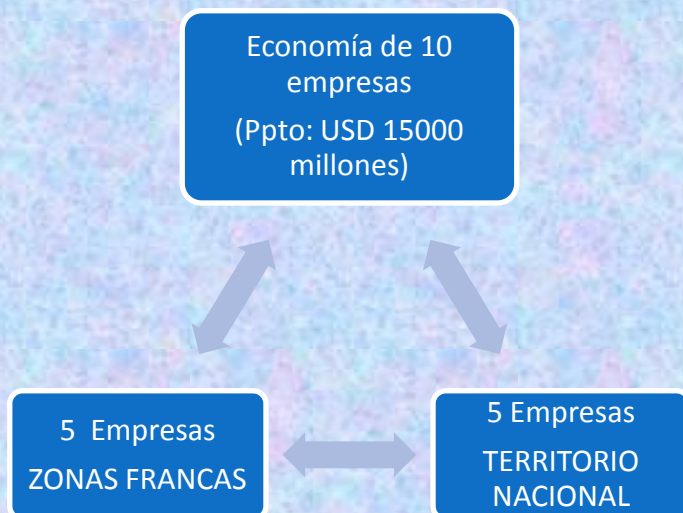 Economía de 10
empresas
(Ppto: USD 15000
millones)
5 Empresas
ZONAS FRANCAS
5 Empresas
TERRITORIO
NACIONAL